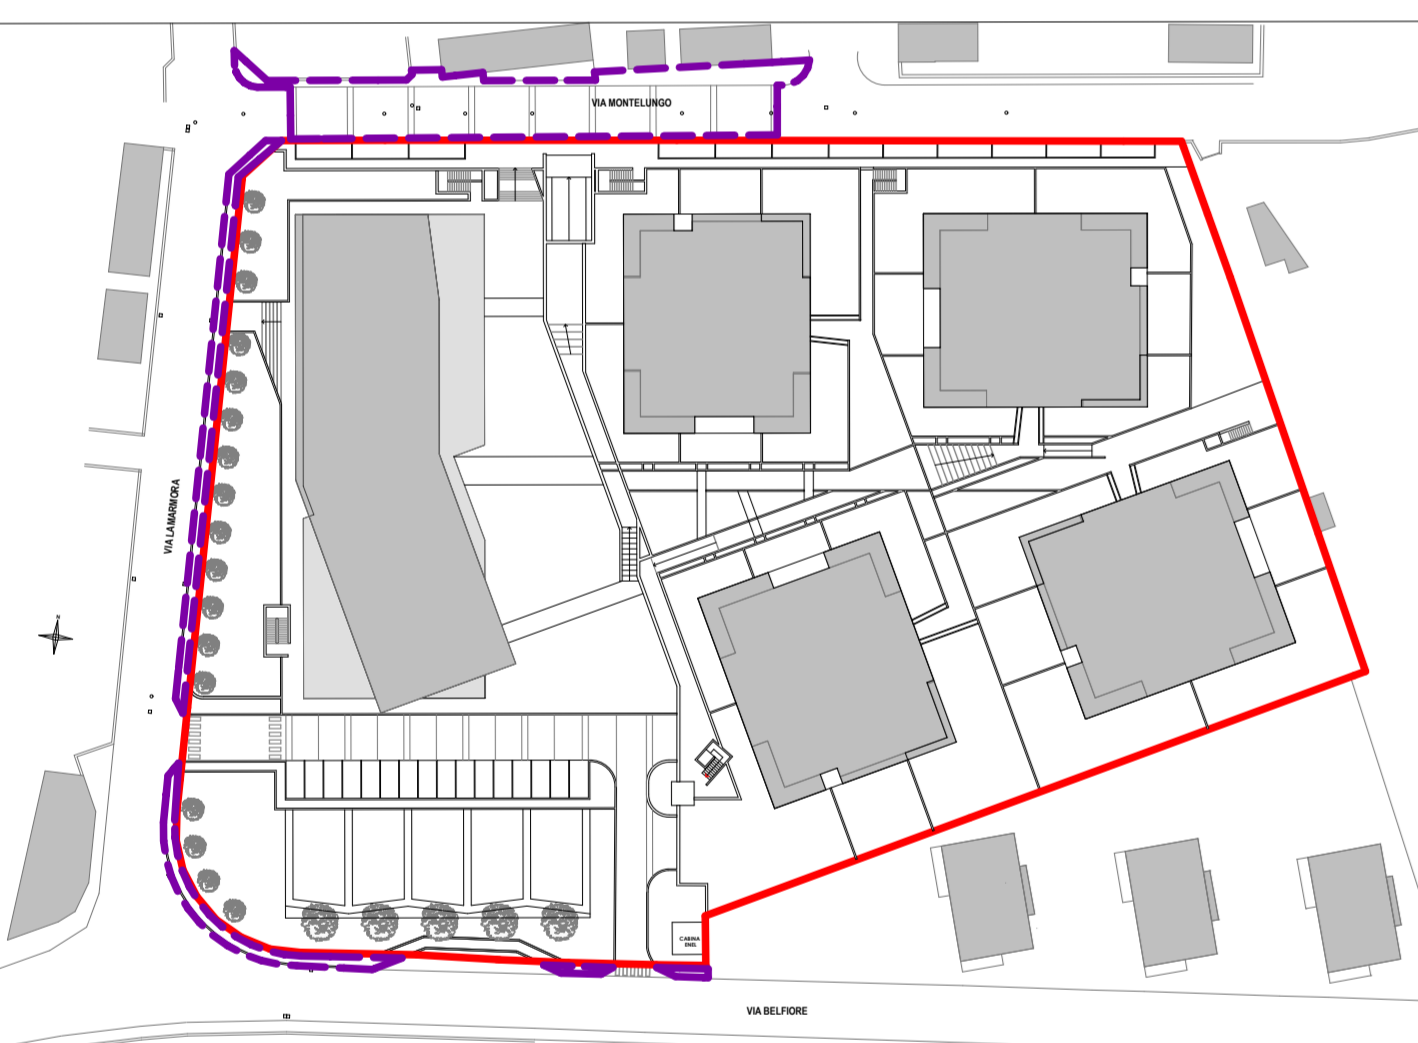 VIA MONTELUNGO
VIA LAMARMORA
N
CABINA
ENEL
VIA BELFIORE